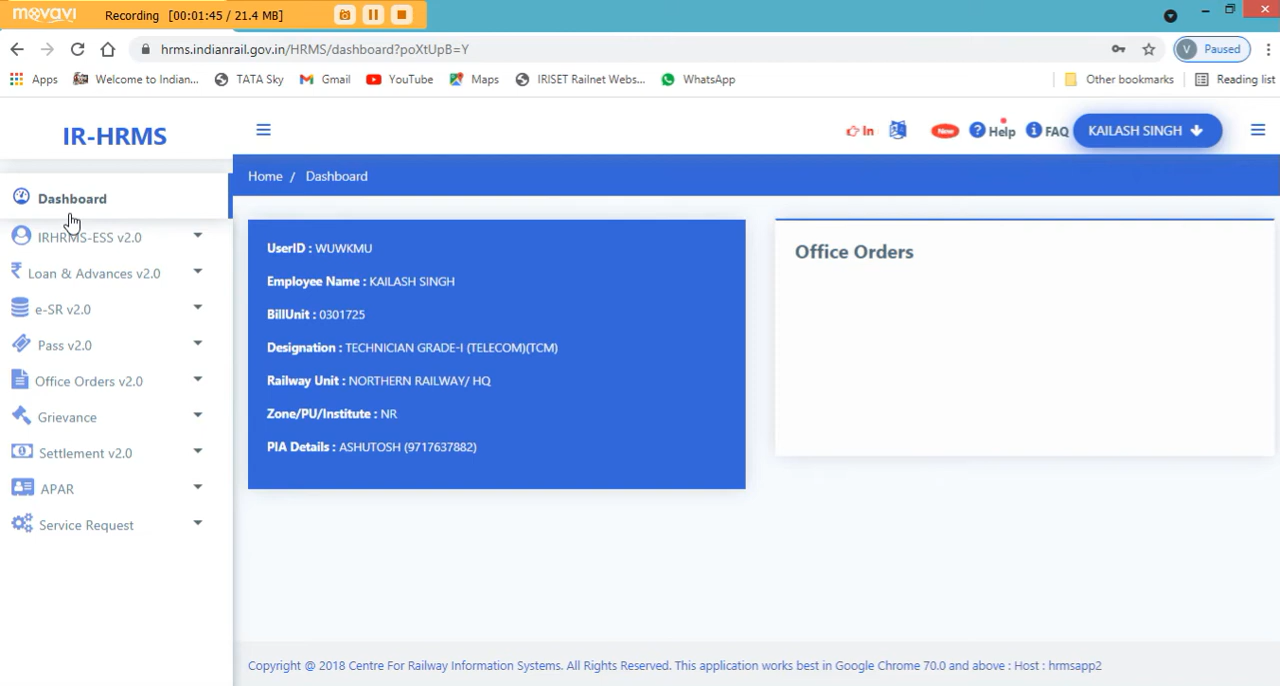 movavi Recording [00:01:45 / 21.4 MB]
hrms.indianrail.gov.in/HRMS/dashboard?poXtUpB=Y
V Paused
Apps Welcome to Indian... TATA Sky Gmail YouTube Maps IRISET Railnet Webs... WhatsApp Other bookmarks Reading list
IR-HRMS
In New Help FAQ KAILASH SINGH
Home / Dashboard
Dashboard
IRHRMS-ESS v2.0
Loan & Advances v2.0
e-SR v2.0
Pass v2.0
Office Orders v2.0
Grievance
Settlement v2.0
APAR
Service Request
UserID : WUWKMU
Employee Name : KAILASH SINGH
BillUnit : 0301725
Designation : TECHNICIAN GRADE-I (TELECOM)(TCM)
Railway Unit : NORTHERN RAILWAY/ HQ
Zone/PU/Institute : NR
PIA Details : ASHUTOSH (9717637882)
Office Orders
Copyright @ 2018 Centre For Railway Information Systems. All Rights Reserved. This application works best in Google Chrome 70.0 and above : Host : hrmsapp2